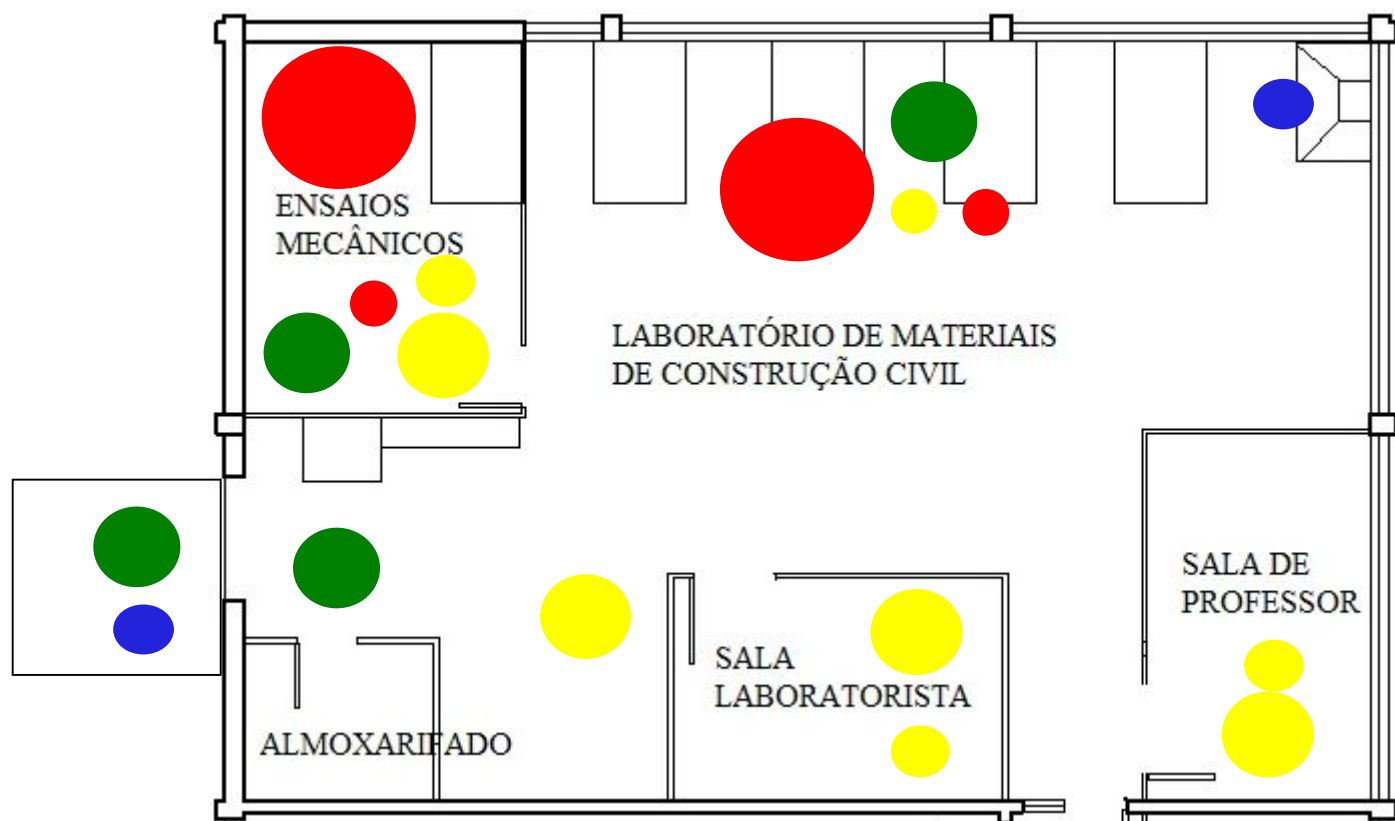 ENSAIOS
MECÂNICOS
LABORATÓRIO DE MATERIAIS
DE CONSTRUÇÃO CIVIL
SALA DE
PROFESSOR
SALA
LABORATORISTA
ALMOXARIFADO